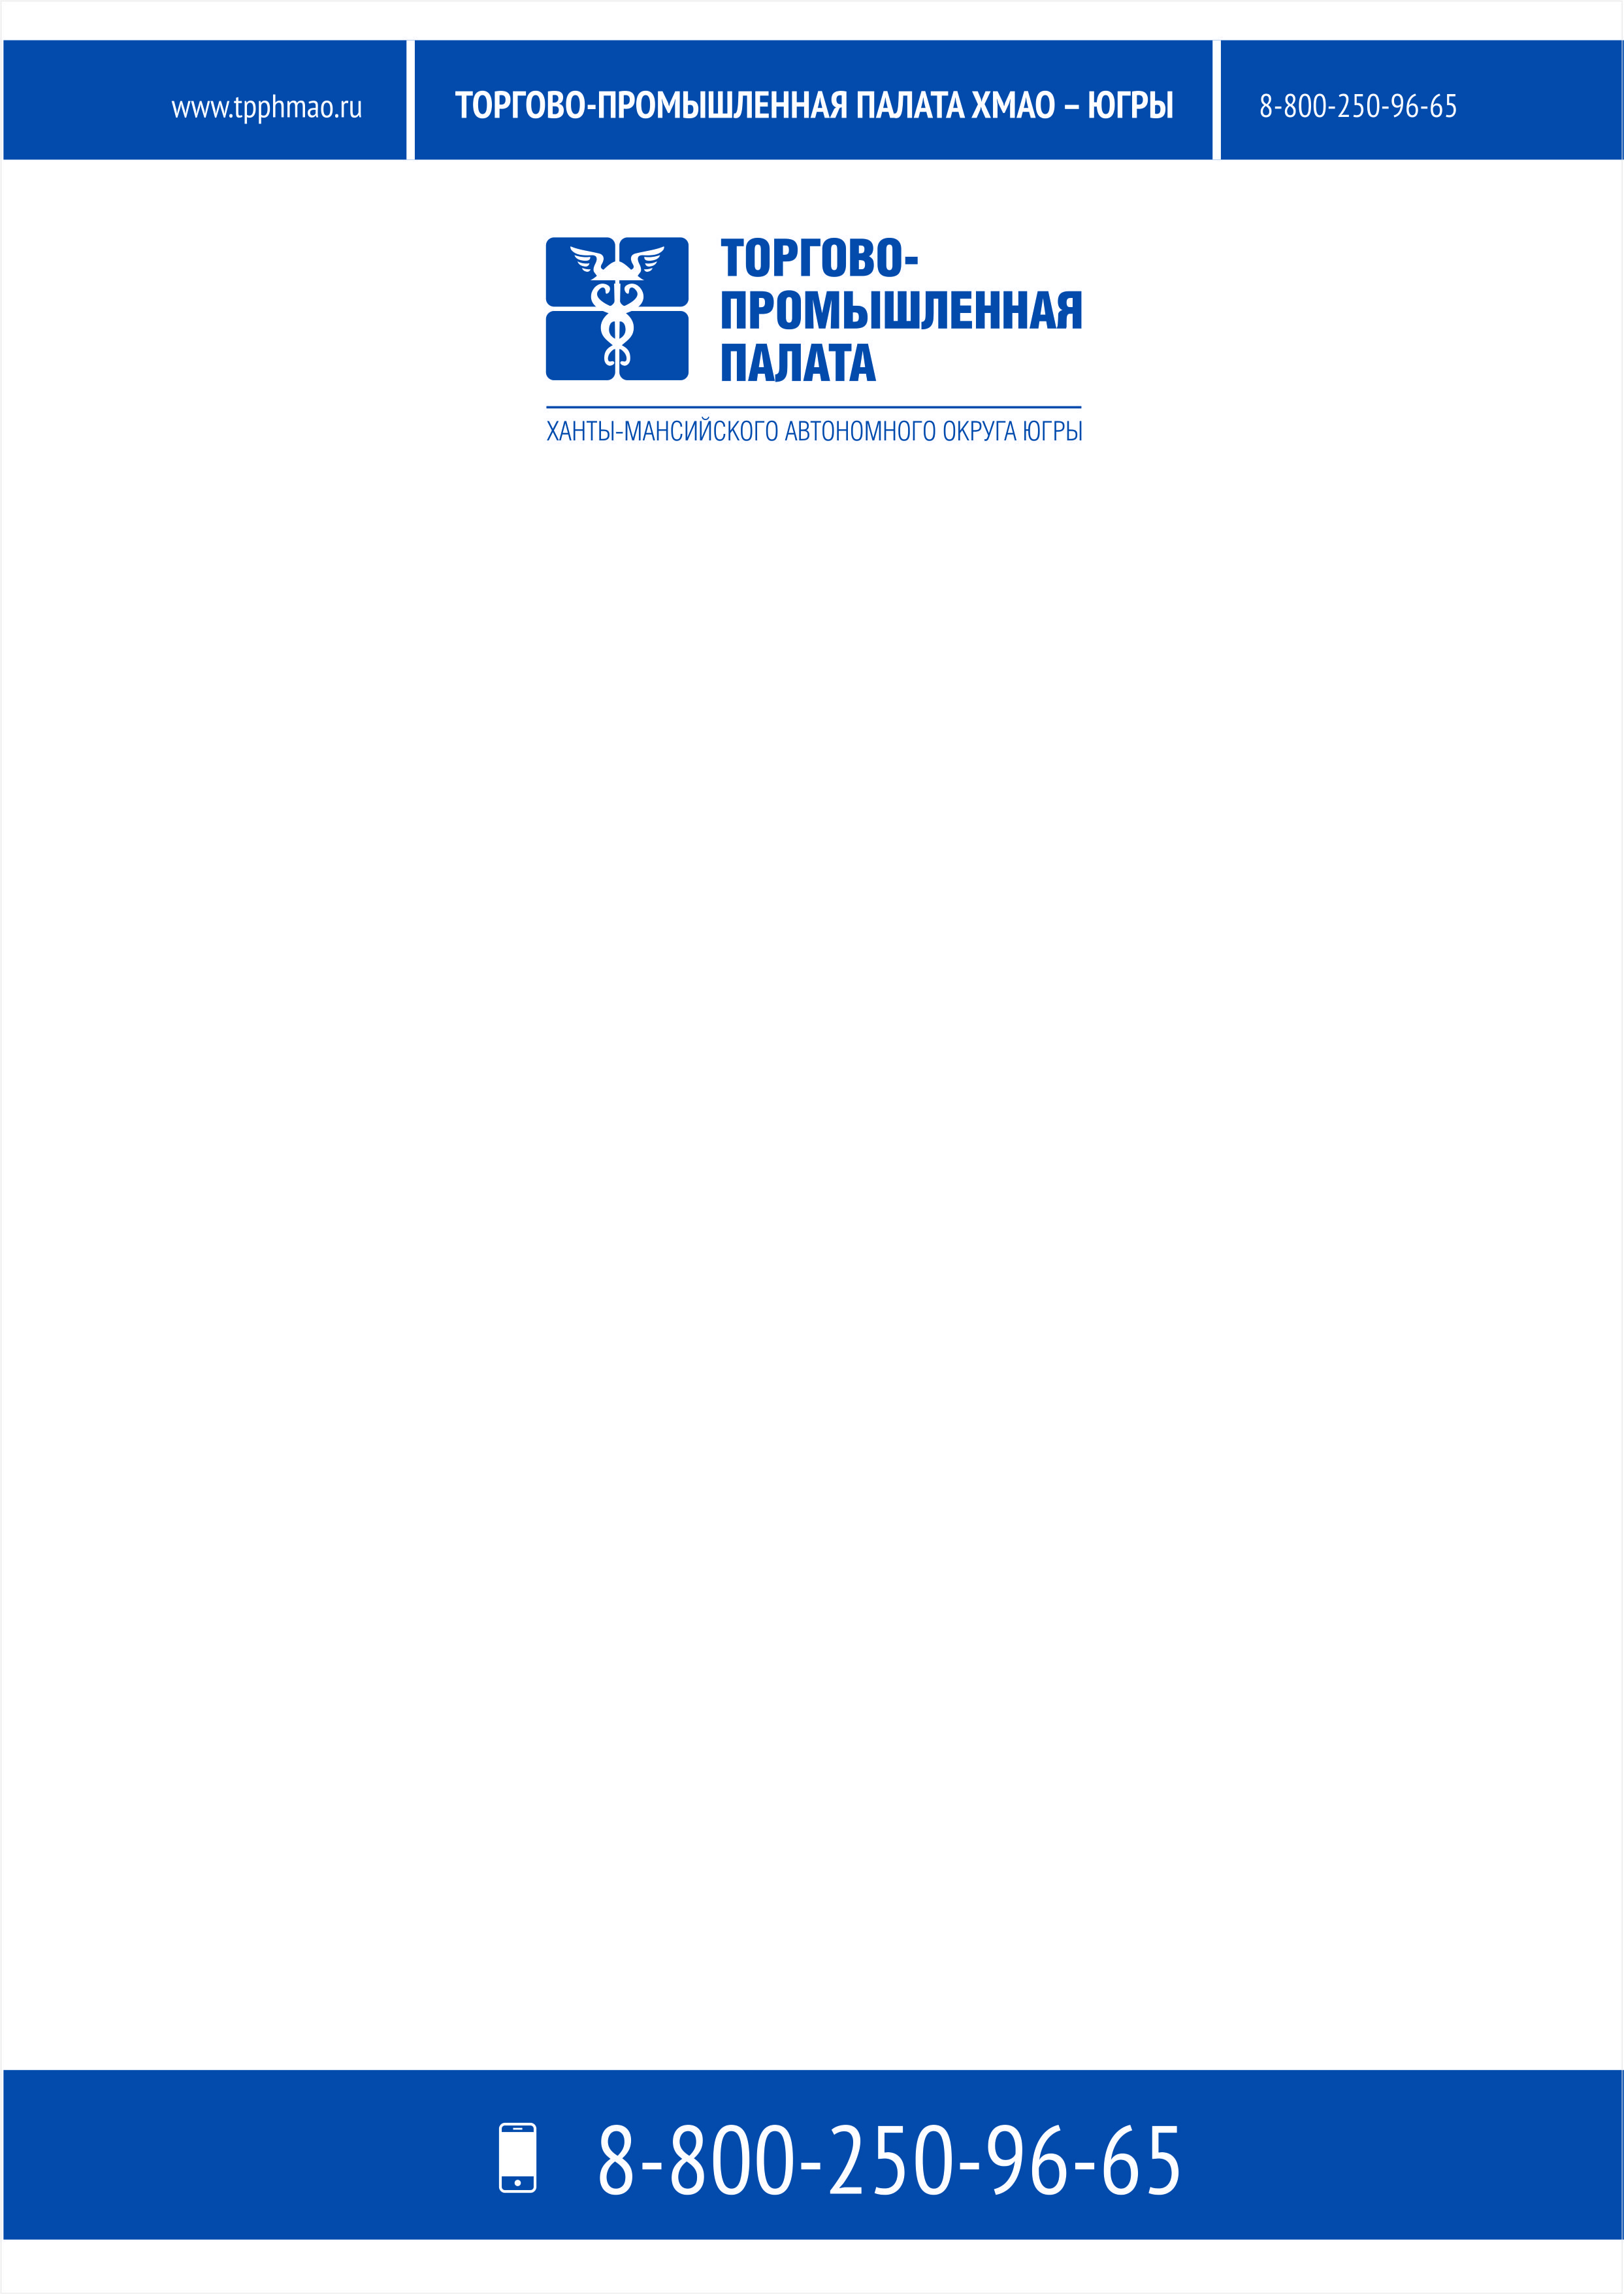 www.tpphmao.ru
ТОРГОВО-ПРОМЫШЛЕННАЯ ПАЛАТА ХМАО – ЮГРЫ
8-800-250-96-65
ТОРГОВО-
ПРОМЫШЛЕННАЯ
ПАЛАТА
ХАНТЫ-МАНСИЙСКОГО АВТОНОМНОГО ОКРУГА ЮГРЫ
8-800-250-96-65